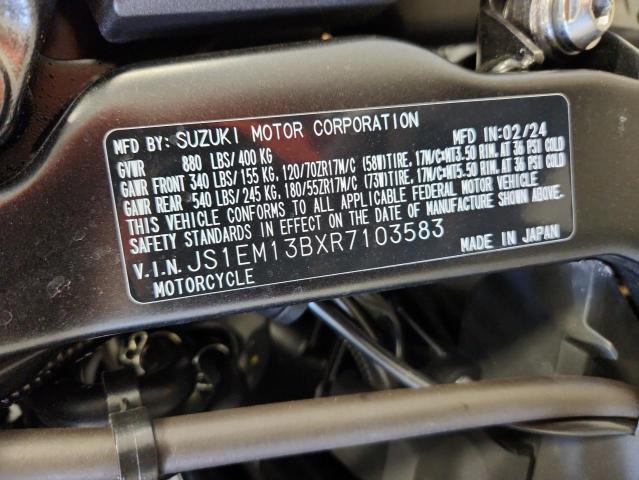 MFD BY: SUZUKI MOTOR CORPORATION MFD IN: 02/24
GVWR 880 LBS/ 400 KG
GAWR FRONT 340 LBS/ 155 KG, 120/70ZR17M/C (58W)TIRE, 17M/C×MT3.50 RIM, AT 36 PSI COLD
GAWR REAR 540 LBS/ 245 KG, 180/55ZR17M/C (73W)TIRE, 17M/C×MT5.50 RIM, AT 36 PSI COLD
THIS VEHICLE CONFORMS TO ALL APPLICABLE FEDERAL MOTOR VEHICLE
SAFETY STANDARDS IN EFFECT ON THE DATE OF MANUFACTURE SHOWN ABOVE
V.I.N. JS1EM13BXR7103583 MADE IN JAPAN
MOTORCYCLE